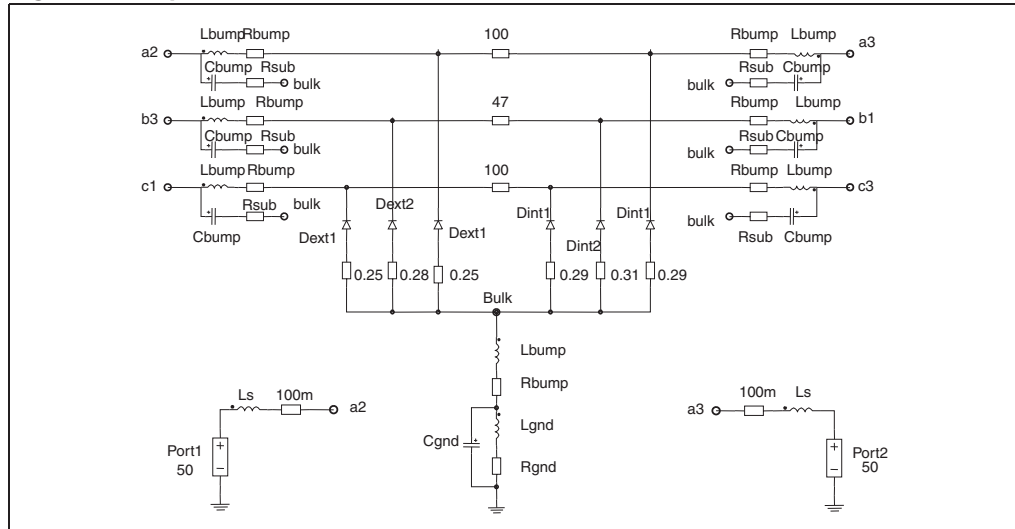 Lbump Rbump 100 Rbump Lbump
a2 a3
Cbump Rsub bulk bulk Rsub Cbump
Lbump Rbump 47 Rbump Lbump
b3 b1
Cbump Rsub bulk bulk Rsub Cbump
Lbump Rbump 100 Rbump Lbump
c1 c3
Rsub bulk bulk
Cbump Rsub Cbump
Dext1 Dext2 Dext1 Dint1 Dint2 Dint1
0.25 0.28 0.25 0.29 0.31 0.29
Bulk
Lbump
Rbump
Lgnd
Cgnd
Rgnd
Ls 100m a2
Port1
50
a3 100m Ls
Port2
50